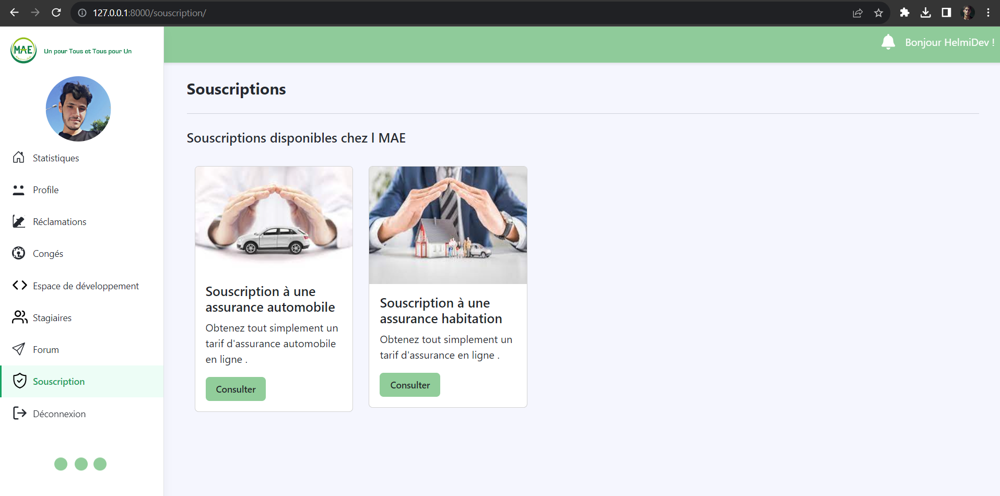 127.0.0.1:8000/souscription/
MAE
Un pour Tous et Tous pour Un
Bonjour HelmiDev !
Statistiques
Profile
Réclamations
Congés
Espace de développement
Stagiaires
Forum
Souscription
Déconnexion
Souscriptions
Souscriptions disponibles chez l MAE
Souscription à une
assurance automobile
Obtenez tout simplement un
tarif d'assurance automobile
en ligne .
Consulter
Souscription à une
assurance habitation
Obtenez tout simplement un
tarif d'assurance en ligne .
Consulter